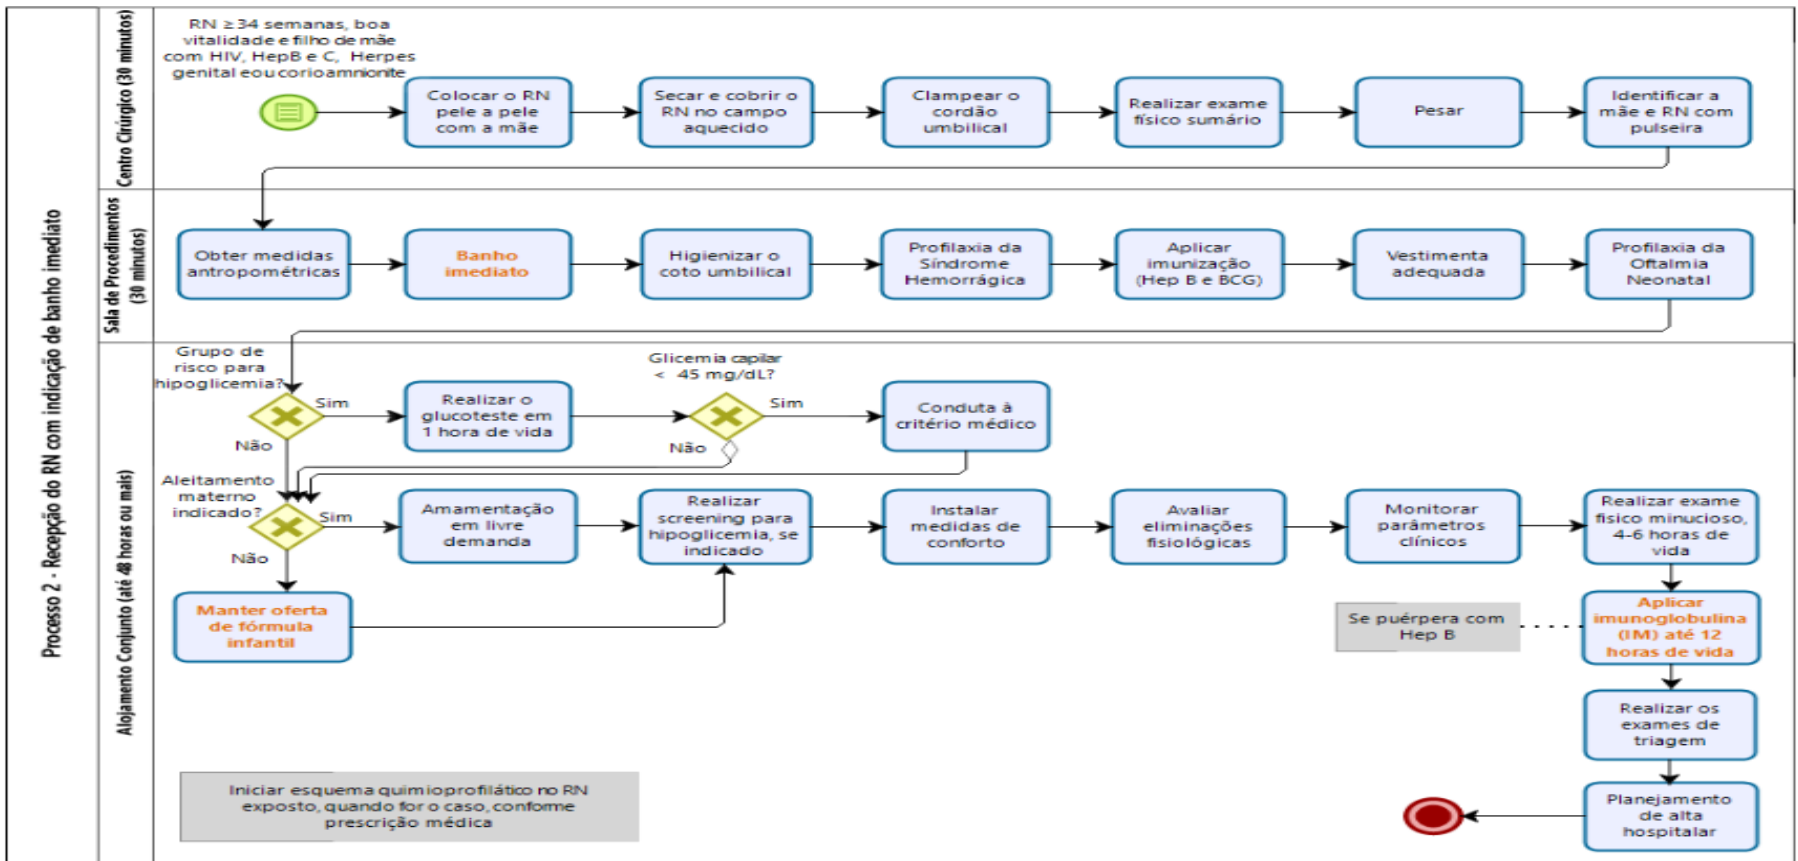 Processo 2 - Recepção do RN com indicação de banho imediato
Centro Cirúrgico (30 minutos)
RN ≥34 semanas, boa
vitalidade e filho de mãe
com HIV, HepB e C, Herpes
genital eou corioamnionite
Colocar o RN
pele a pele
com a mãe
Secar e cobrir o
RN no campo
aquecido
Clampear o
cordão
umbilical
Realizar exame
físico sumário
Pesar
Identificar a
mãe e RN com
pulseira
Sala de Procedimentos
(30 minutos)
Obter medidas
antropométricas
Banho
imediato
Higienizar o
coto umbilical
Profilaxia da
Síndrome
Hemorrágica
Aplicar
imunização
(Hep B e BCG)
Vestimenta
adequada
Profilaxia da
Oftalmia
Neonatal
Alojamento Conjunto (até 48 horas ou mais)
Grupo de
risco para
hipoglicemia?
Sim
Não
Realizar o
glucoteste em
1 hora de vida
Glicemia capilar
< 45 mg/dL?
Sim
Não
Conduta à
critério médico
Aleitamento
materno
indicado?
Sim
Não
Amamentação
em livre
demanda
Realizar
screening para
hipoglicemia, se
indicado
Instalar
medidas de
conforto
Avaliar
eliminações
fisiológicas
Monitorar
parâmetros
clínicos
Realizar exame
fisico minucioso,
4-6 horas de
vida
Manter oferta
de fórmula
infantil
Se puérpera com
Hep B
Aplicar
imunoglobulina
(IM) até 12
horas de vida
Realizar os
exames de
triagem
Planejamento
de alta
hospitalar
Iniciar esquema quimioprofilático no RN
exposto, quando for o caso, conforme
prescrição médica